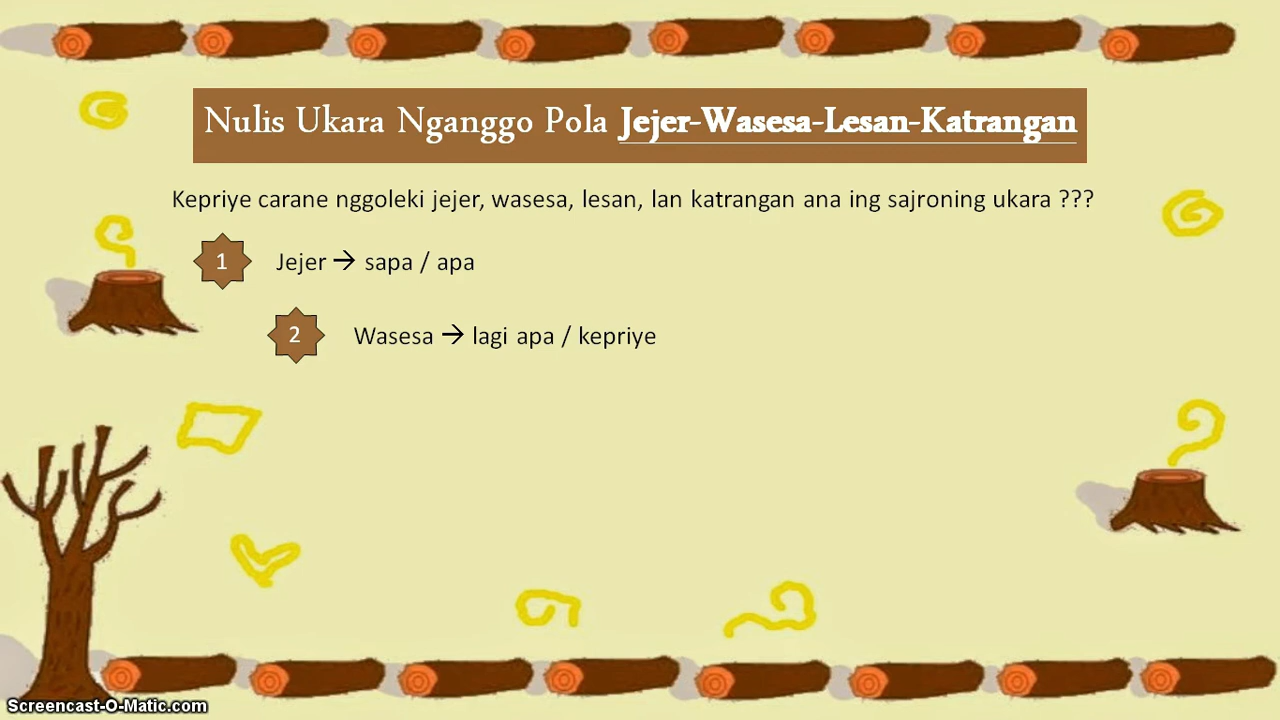 Nulis Ukara Nganggo Pola Jejer-Wasesa-Lesan-Katrangan
Kepriye carane nggoleki jejer, wasesa, lesan, lan katrangan ana ing sajroning ukara ???
1 Jejer → sapa / apa
2 Wasesa → lagi apa / kepriye
Screencast-O-Matic.com